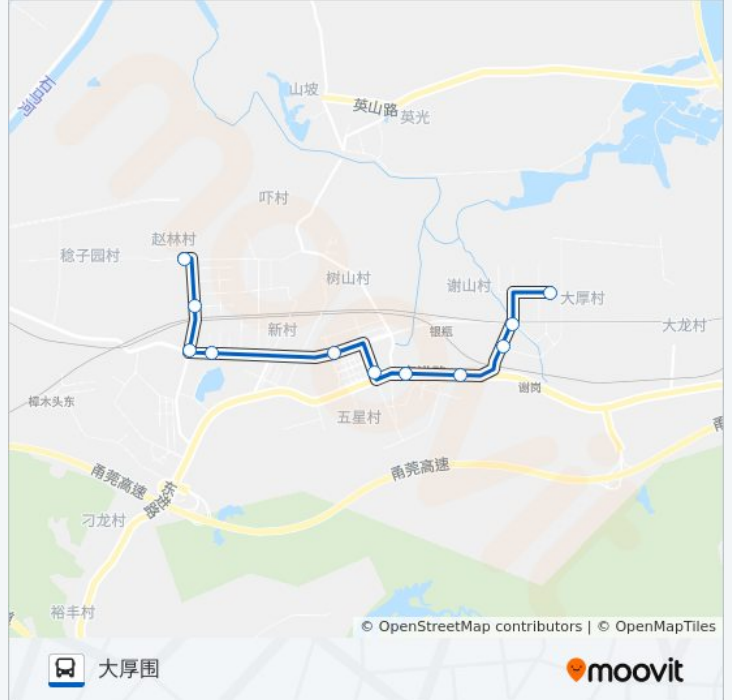 石马河
山坡
英山路
英光
吓村
赵林村
稔子园村
树山村
谢山村
大厚村
新村
银瓶
大龙村
谢岗
樟木头东
五星村
甬莞高速
甬莞高速
东进路
刁龙村
裕丰村
甬
© OpenStreetMap contributors | © OpenMapTiles
大厚围
moovit